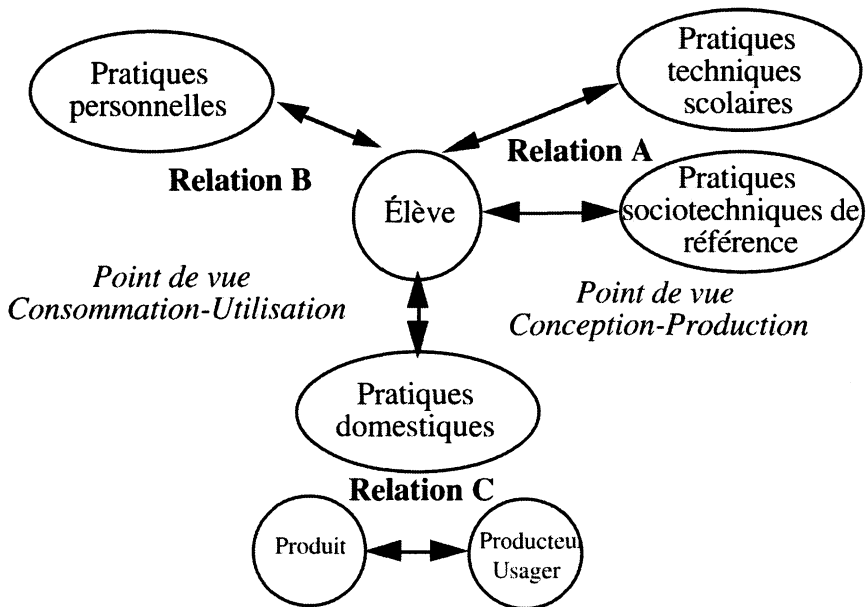 Pratiques
personnelles
Pratiques
techniques
scolaires
Relation B
Relation A
Élève
Pratiques
sociotechniques de
référence
Point de vue
Consommation-Utilisation
Point de vue
Conception-Production
Pratiques
domestiques
Relation C
Produit
Producteur
Usager